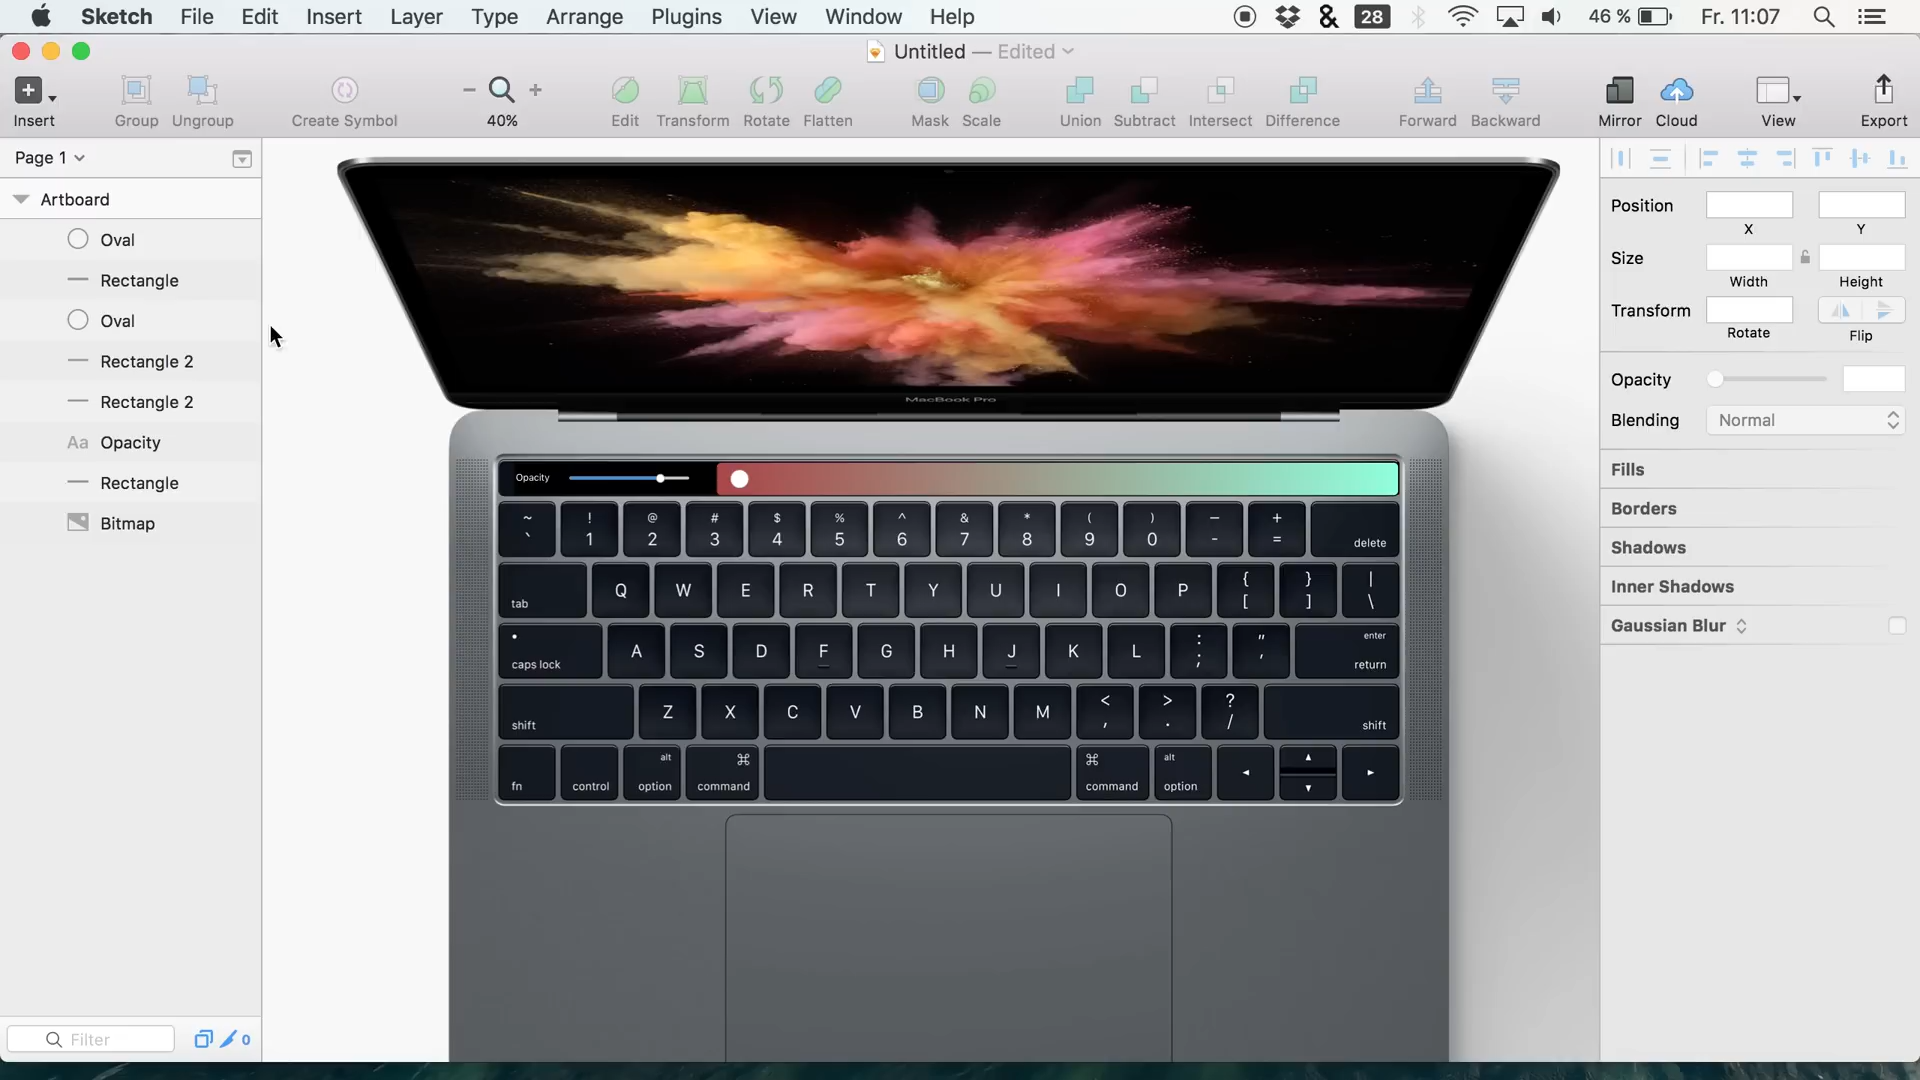 Sketch File Edit Insert Layer Type Arrange Plugins View Window Help & 28 46 % Fr. 11:07
Untitled — Edited
Insert Group Ungroup Create Symbol 40% Edit Transform Rotate Flatten Mask Scale Union Subtract Intersect Difference Forward Backward Mirror Cloud View Export
Page 1
Artboard
Oval
Rectangle
Oval
Rectangle 2
Rectangle 2
Aa Opacity
Rectangle
Bitmap
Filter 0
MacBook Pro
Opacity
~ ! @ # $ % ^ & * ( ) — +
` 1 2 3 4 5 6 7 8 9 0 - = delete
tab Q W E R T Y U I O P { [ } ] | \
caps lock A S D F G H J K L : ; " ' enter return
shift Z X C V B N M < , > . ? / shift
fn control alt option ⌘ command ⌘ command alt option
Position
X Y
Size
Width Height
Transform
Rotate Flip
Opacity
Blending Normal
Fills
Borders
Shadows
Inner Shadows
Gaussian Blur